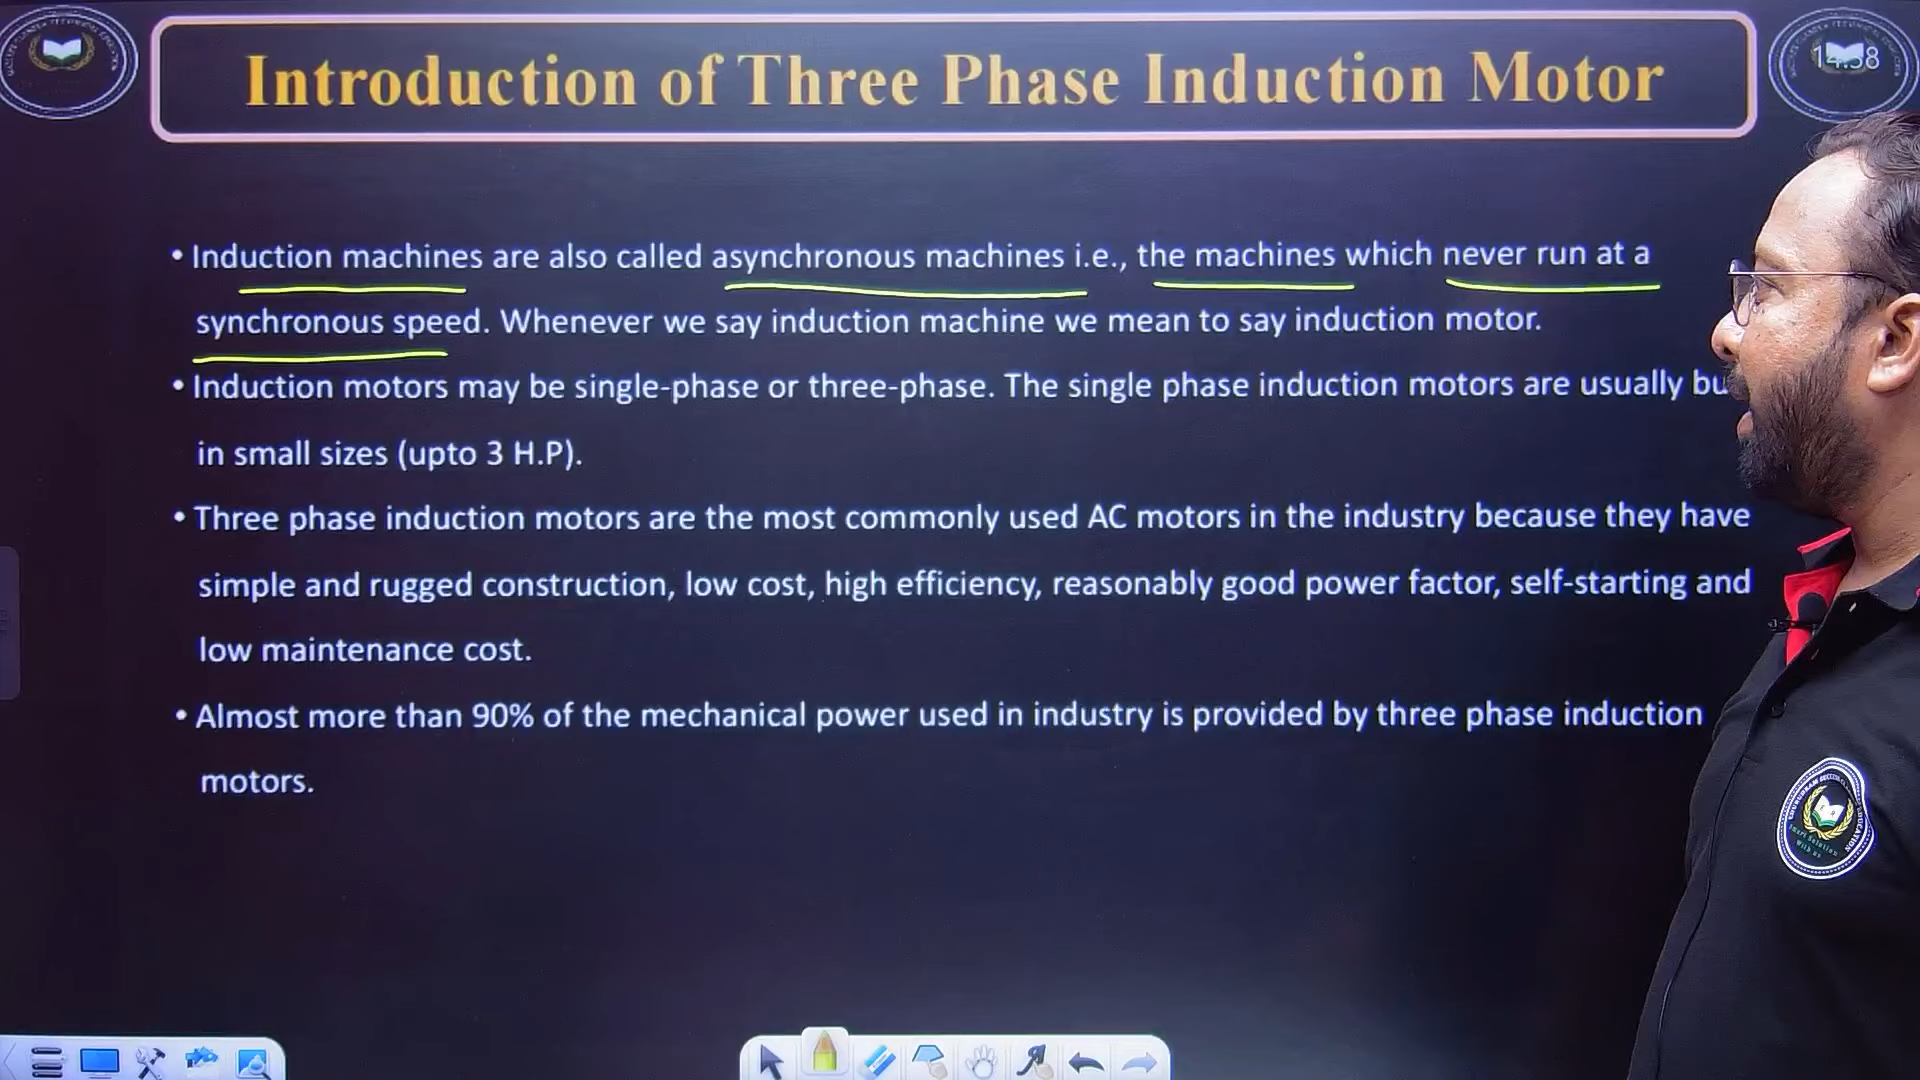 Introduction of Three Phase Induction Motor
14:38
• Induction machines are also called asynchronous machines i.e., the machines which never run at a
synchronous speed. Whenever we say induction machine we mean to say induction motor.
• Induction motors may be single-phase or three-phase. The single phase induction motors are usually
in small sizes (upto 3 H.P).
• Three phase induction motors are the most commonly used AC motors in the industry because they have
simple and rugged construction, low cost, high efficiency, reasonably good power factor, self-starting and
low maintenance cost.
• Almost more than 90% of the mechanical power used in industry is provided by three phase induction
motors.